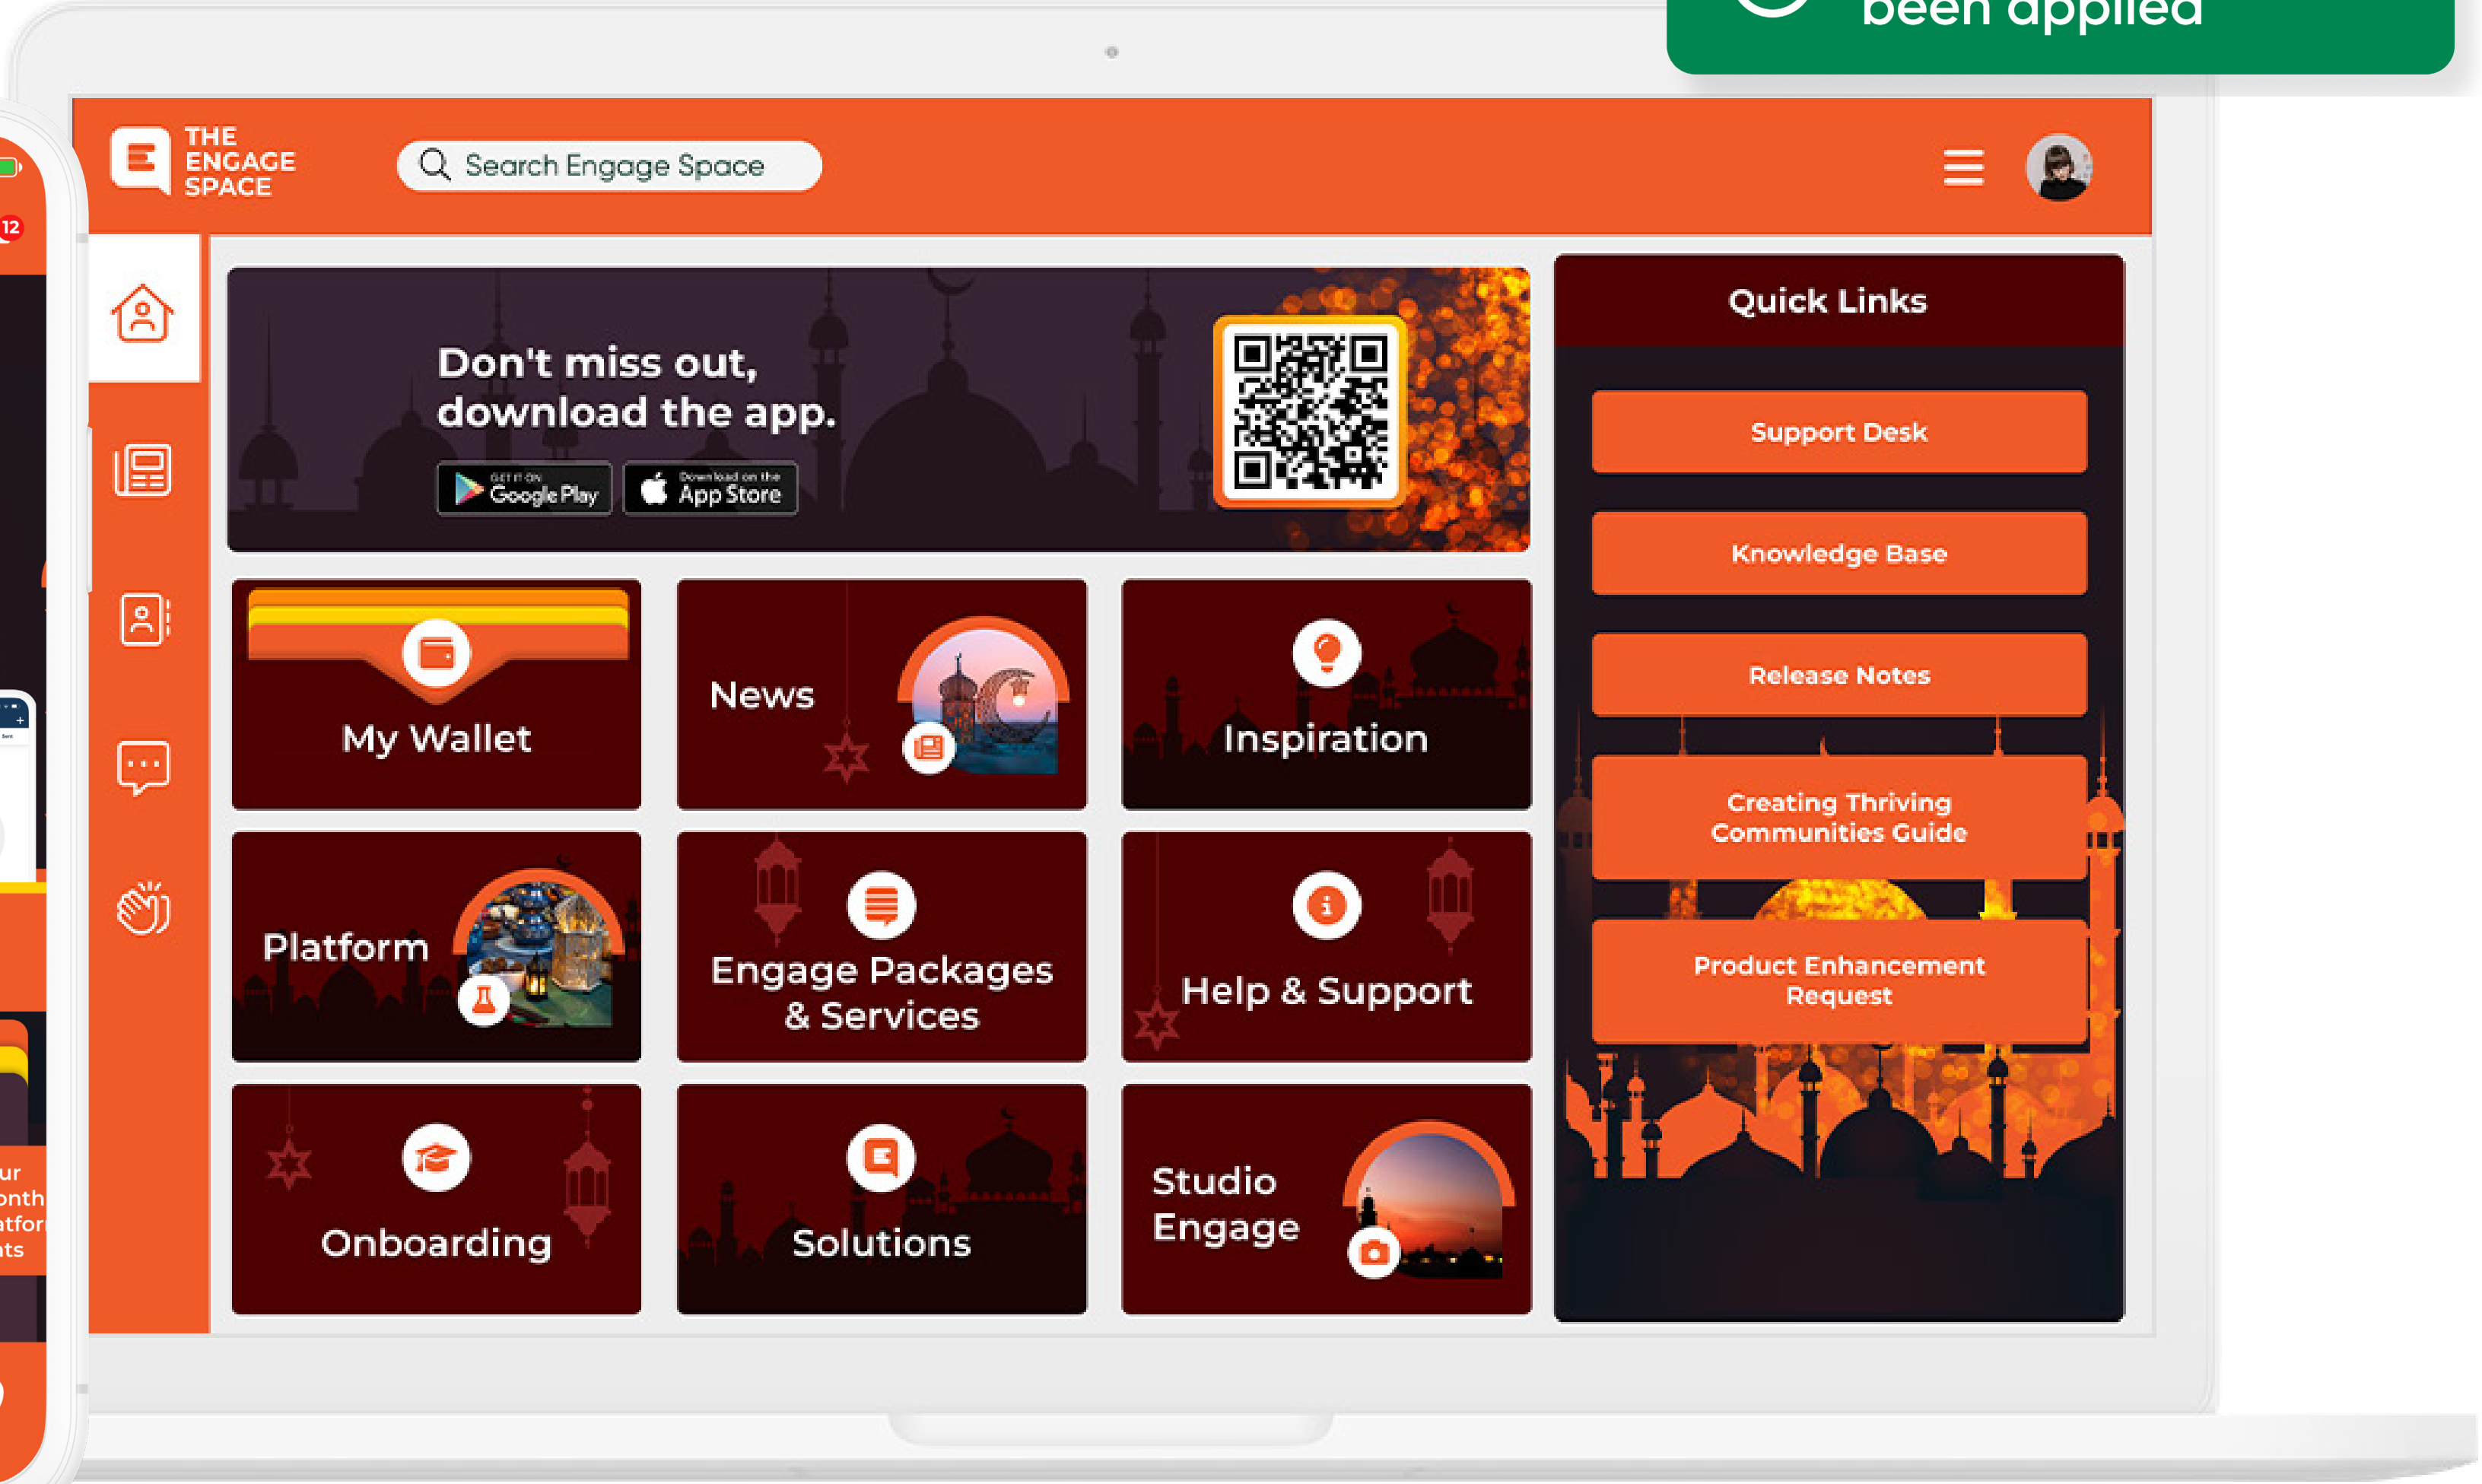 been applied
THE
ENGAGE
SPACE
Search Engage Space
12
Don't miss out,
download the app.
GET IT ON
Google Play
Download on the
App Store
My Wallet
News
Inspiration
Platform
Engage Packages
& Services
Help & Support
Onboarding
Solutions
Studio
Engage
Quick Links
Support Desk
Knowledge Base
Release Notes
Creating Thriving
Communities Guide
Product Enhancement
Request